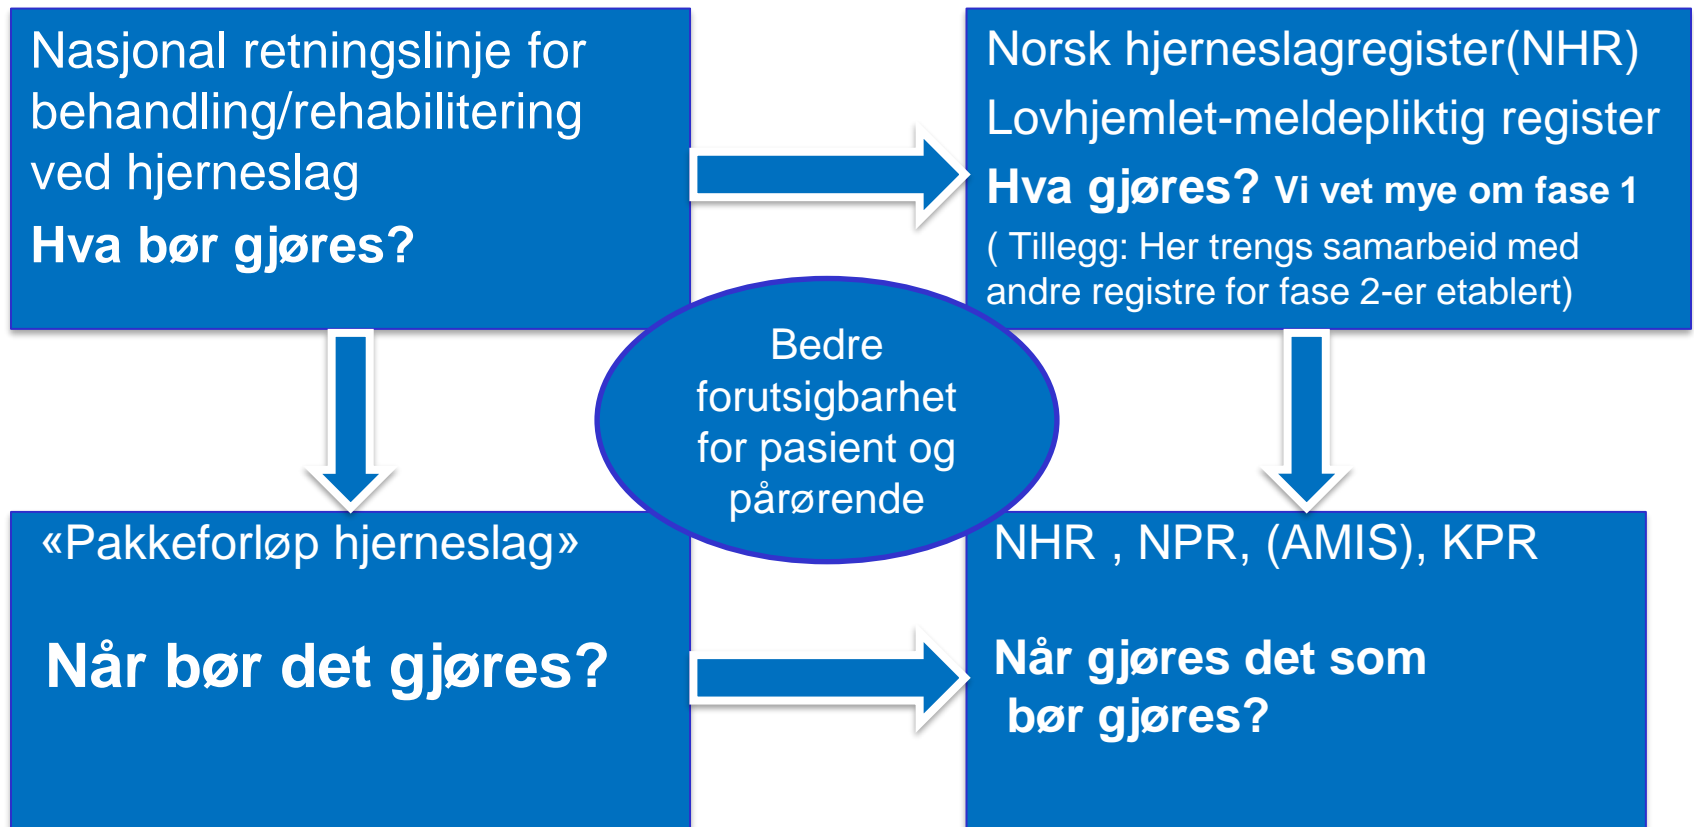 Nasjonal retningslinje for
behandling/rehabilitering
ved hjerneslag
Hva bør gjøres?
Norsk hjerneslagregister(NHR)
Lovhjemlet-meldepliktig register
Hva gjøres? Vi vet mye om fase 1
( Tillegg: Her trengs samarbeid med
andre registre for fase 2-er etablert)
Bedre
forutsigbarhet
for pasient og
pårørende
«Pakkeforløp hjerneslag»
Når bør det gjøres?
NHR , NPR, (AMIS), KPR
Når gjøres det som
bør gjøres?